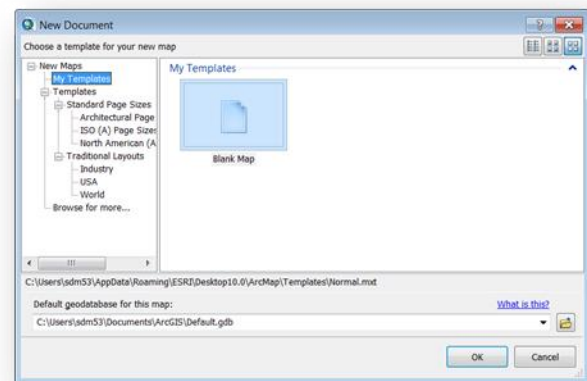 New Document
Choose a template for your new map
New Maps
My Templates
Templates
Standard Page Sizes
Architectural Page
ISO (A) Page Sizes
North American (A
Traditional Layouts
Industry
USA
World
Browse for more...
My Templates
Blank Map
C:\Users\sdm53\AppData\Roaming\ESRI\Desktop10.0\ArcMap\Templates\Normal.mxt
Default geodatabase for this map:
What is this?
C:\Users\sdm53\Documents\ArcGIS\Default.gdb
OK
Cancel